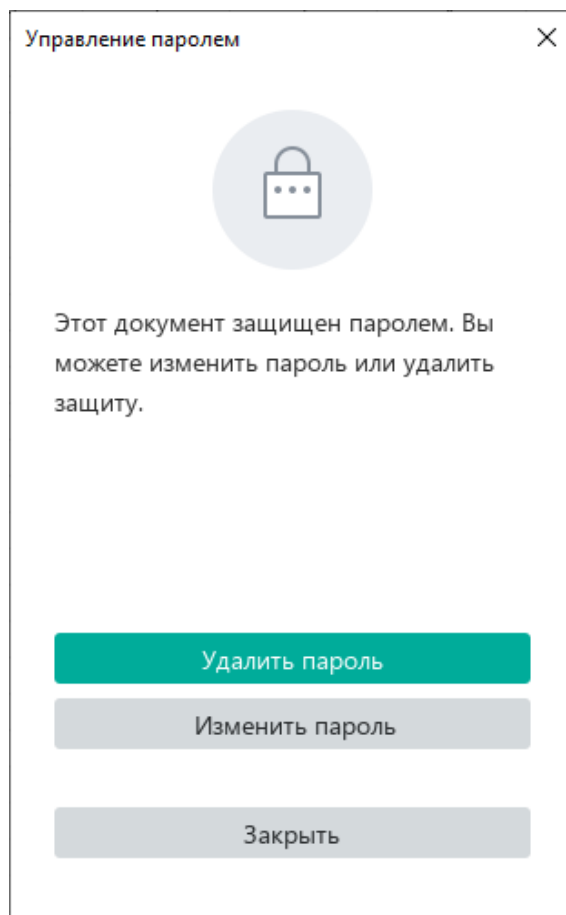 Управление паролем
Этот документ защищен паролем. Вы
можете изменить пароль или удалить
защиту.
Удалить пароль
Изменить пароль
Закрыть